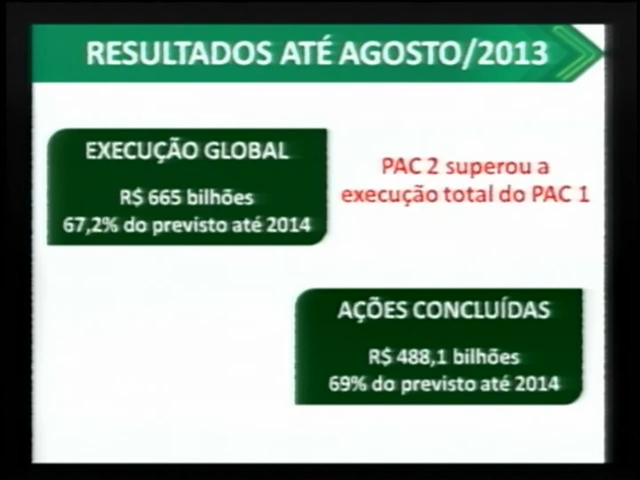 RESULTADOS ATÉ AGOSTO/2013
EXECUÇÃO GLOBAL
R$ 665 bilhões
67,2% do previsto até 2014
PAC 2 superou a
execução total do PAC 1
AÇÕES CONCLUÍDAS
R$ 488,1 bilhões
69% do previsto até 2014